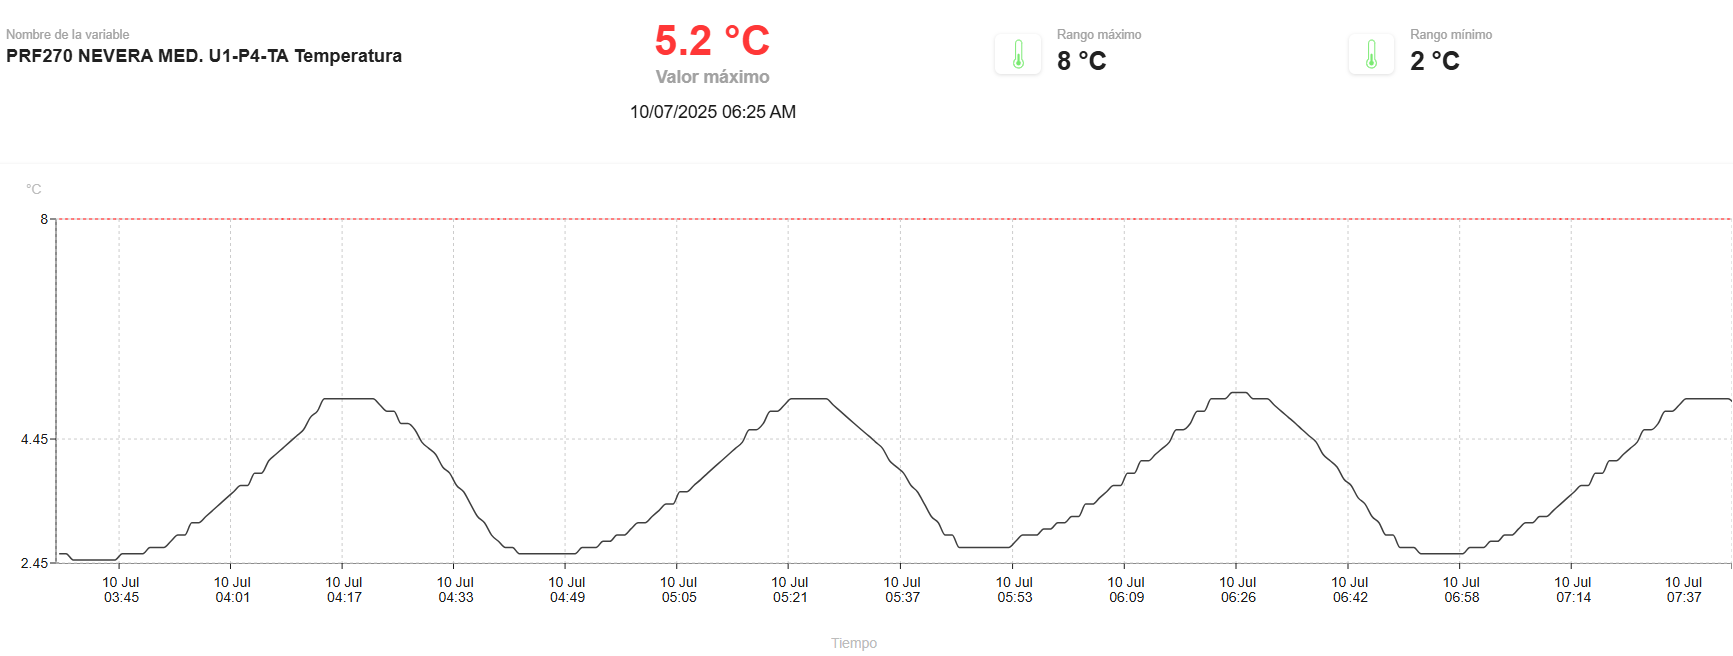 Nombre de la variable
PRF270 NEVERA MED. U1-P4-TA Temperatura
5.2 °C
Valor máximo
10/07/2025 06:25 AM
Rango máximo
8 °C
Rango mínimo
2 °C
°C
8
4.45
2.45
10 Jul 10 Jul 10 Jul 10 Jul 10 Jul 10 Jul 10 Jul 10 Jul 10 Jul 10 Jul 10 Jul 10 Jul 10 Jul 10 Jul 10 Jul
03:45 04:01 04:17 04:33 04:49 05:05 05:21 05:37 05:53 06:09 06:26 06:42 06:58 07:14 07:37
Tiempo